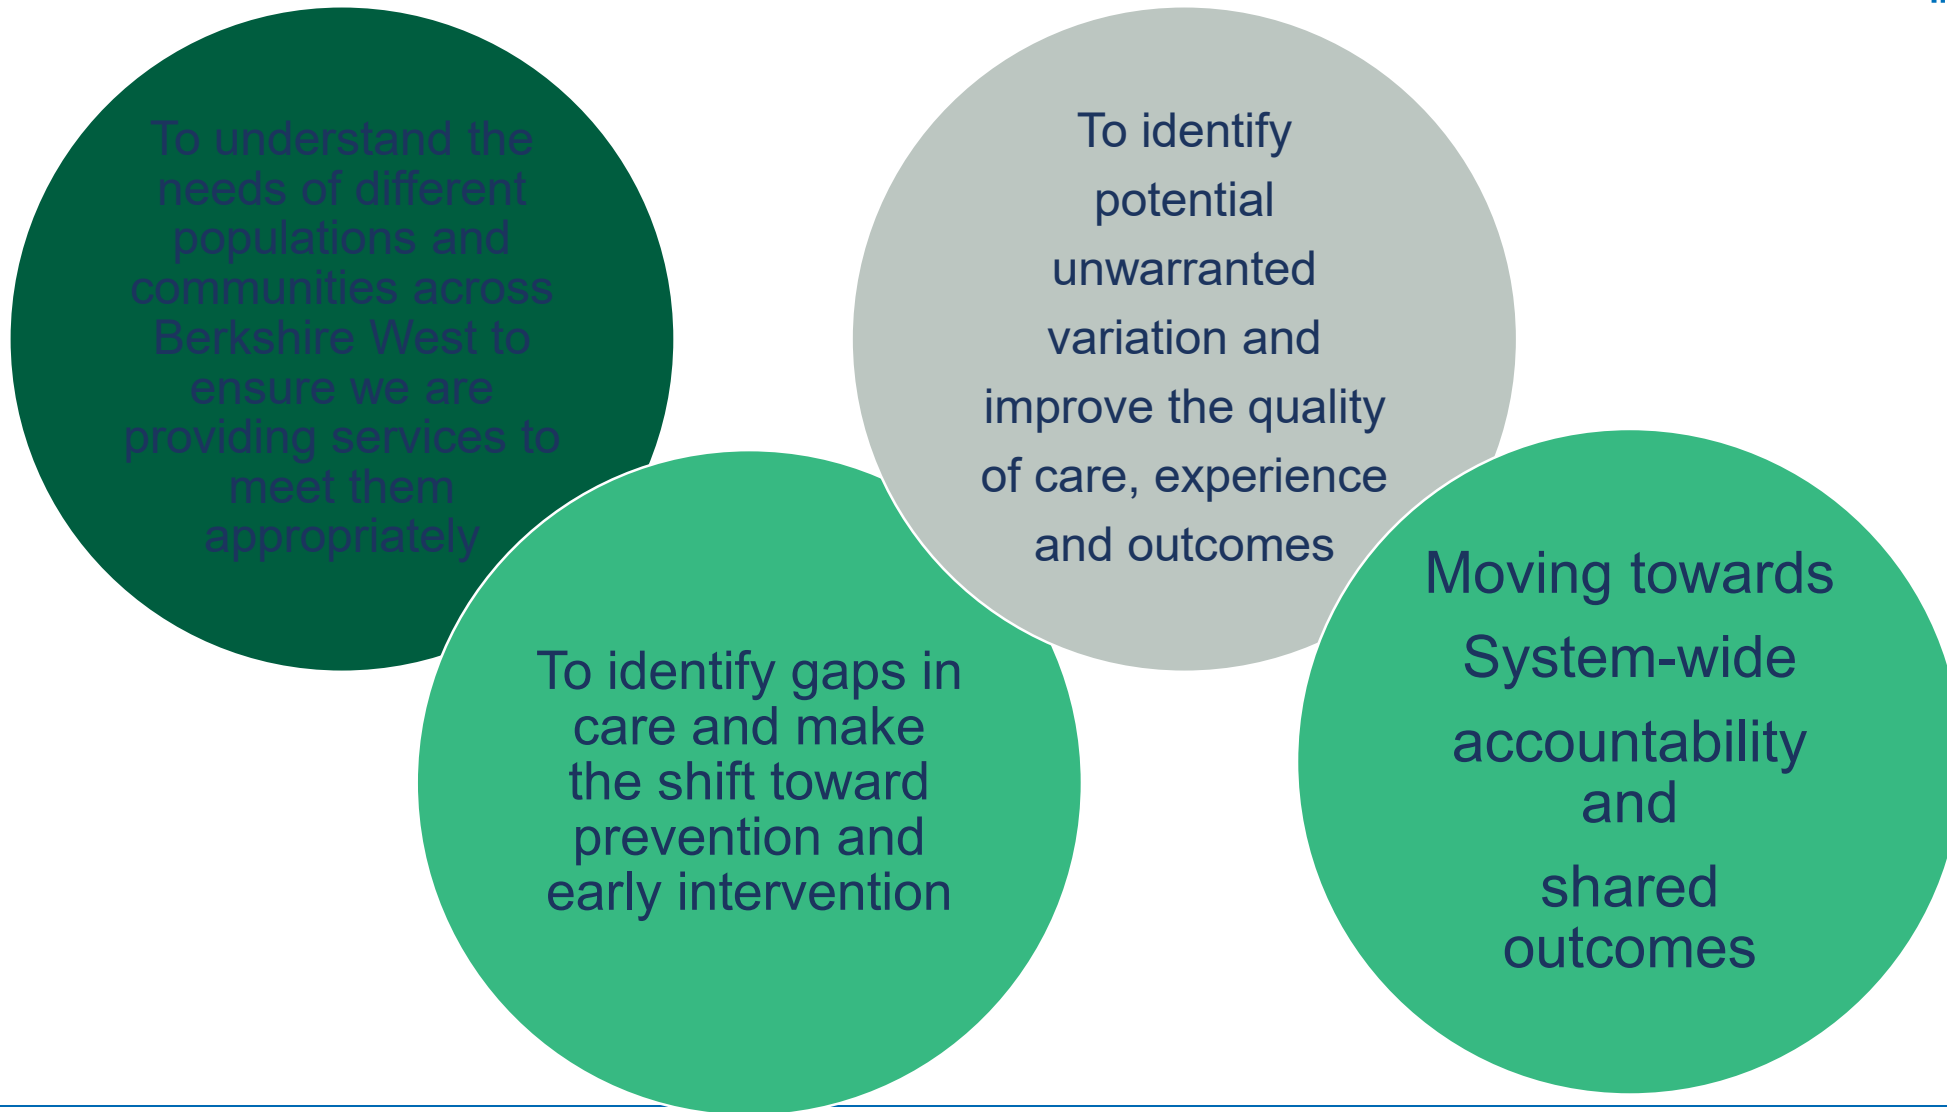 To understand the
needs of different
populations and
communities across
Berkshire West to
ensure we are
providing services to
meet them
appropriately
To identify gaps in
care and make
the shift toward
prevention and
early intervention
To identify
potential
unwarranted
variation and
improve the quality
of care, experience
and outcomes
Moving towards
System-wide
accountability
and
shared
outcomes